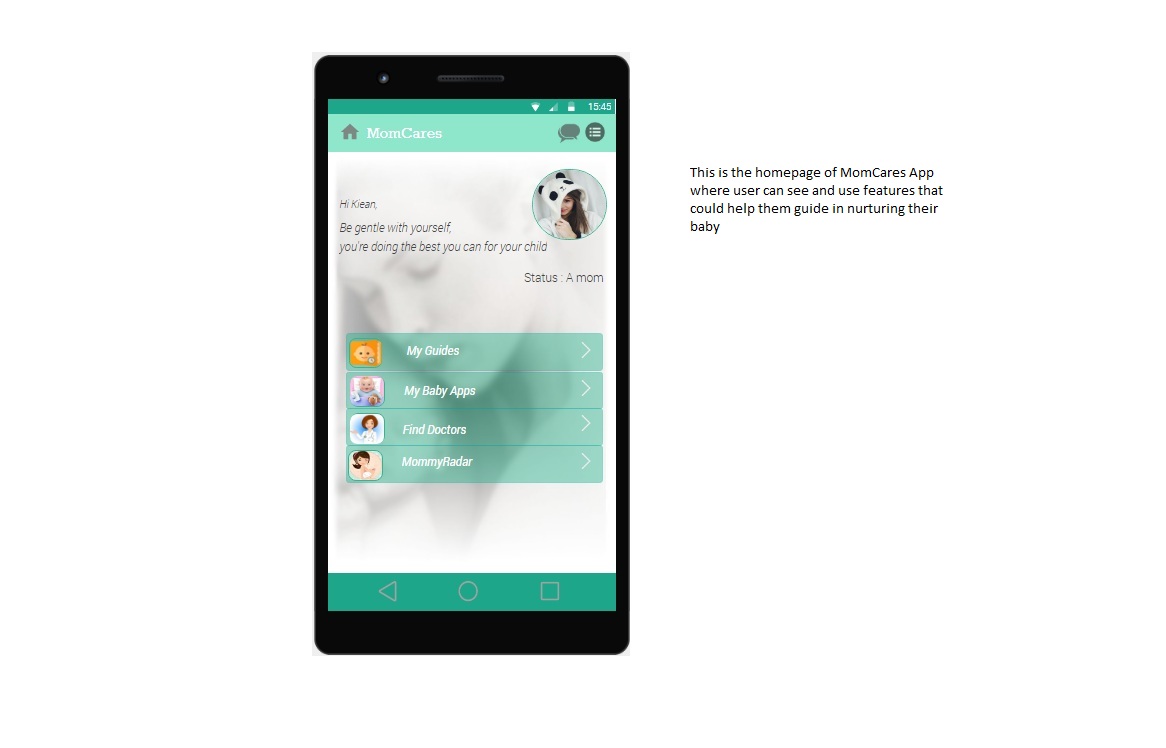 15:45
MomCares
Hi Kiean,
Be gentle with yourself,
you're doing the best you can for your child
Status : A mom
My Guides
My Baby Apps
Find Doctors
MommyRadar
This is the homepage of MomCares App
where user can see and use features that
could help them guide in nurturing their
baby